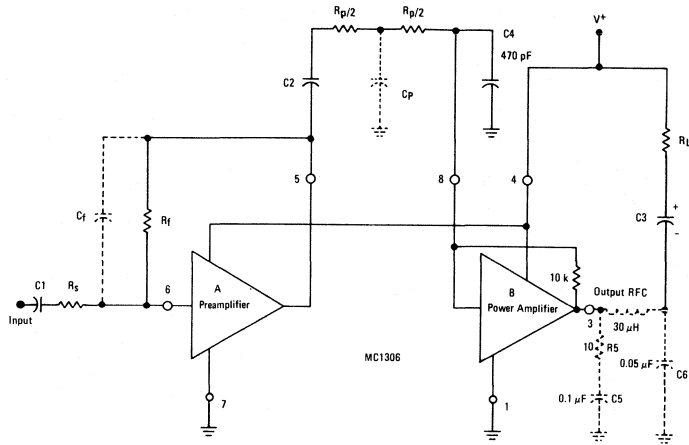 Rp/2
Rp/2
C4
470 pF
V+
C2
Cp
RL
5
8
4
Cf
Rf
C3
+
-
10 k
C1
Rs
6
A
Preamplifier
B
Power Amplifier
Output RFC
3
30 μH
Input
10
R5
MC1306
0.05 μF
C6
7
1
0.1 μF
C5